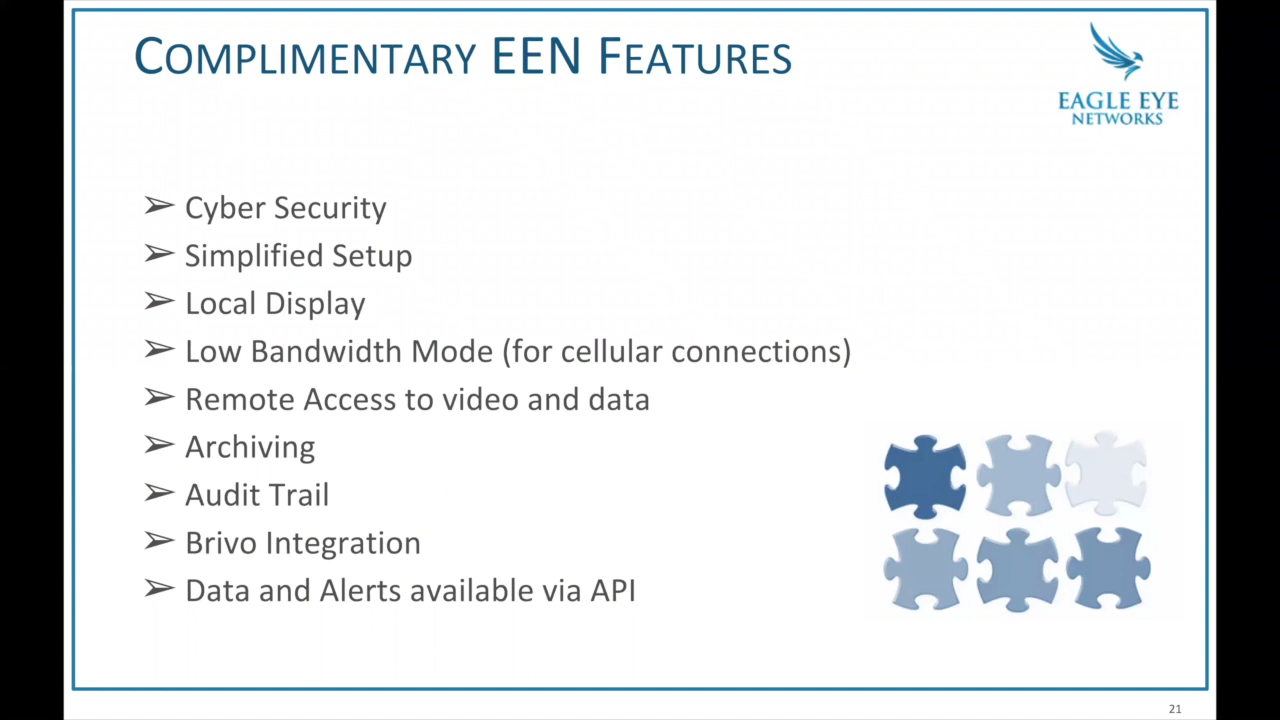 COMPLIMENTARY EEN FEATURES
EAGLE EYE
NETWORKS
➢ Cyber Security
➢ Simplified Setup
➢ Local Display
➢ Low Bandwidth Mode (for cellular connections)
➢ Remote Access to video and data
➢ Archiving
➢ Audit Trail
➢ Brivo Integration
➢ Data and Alerts available via API
21